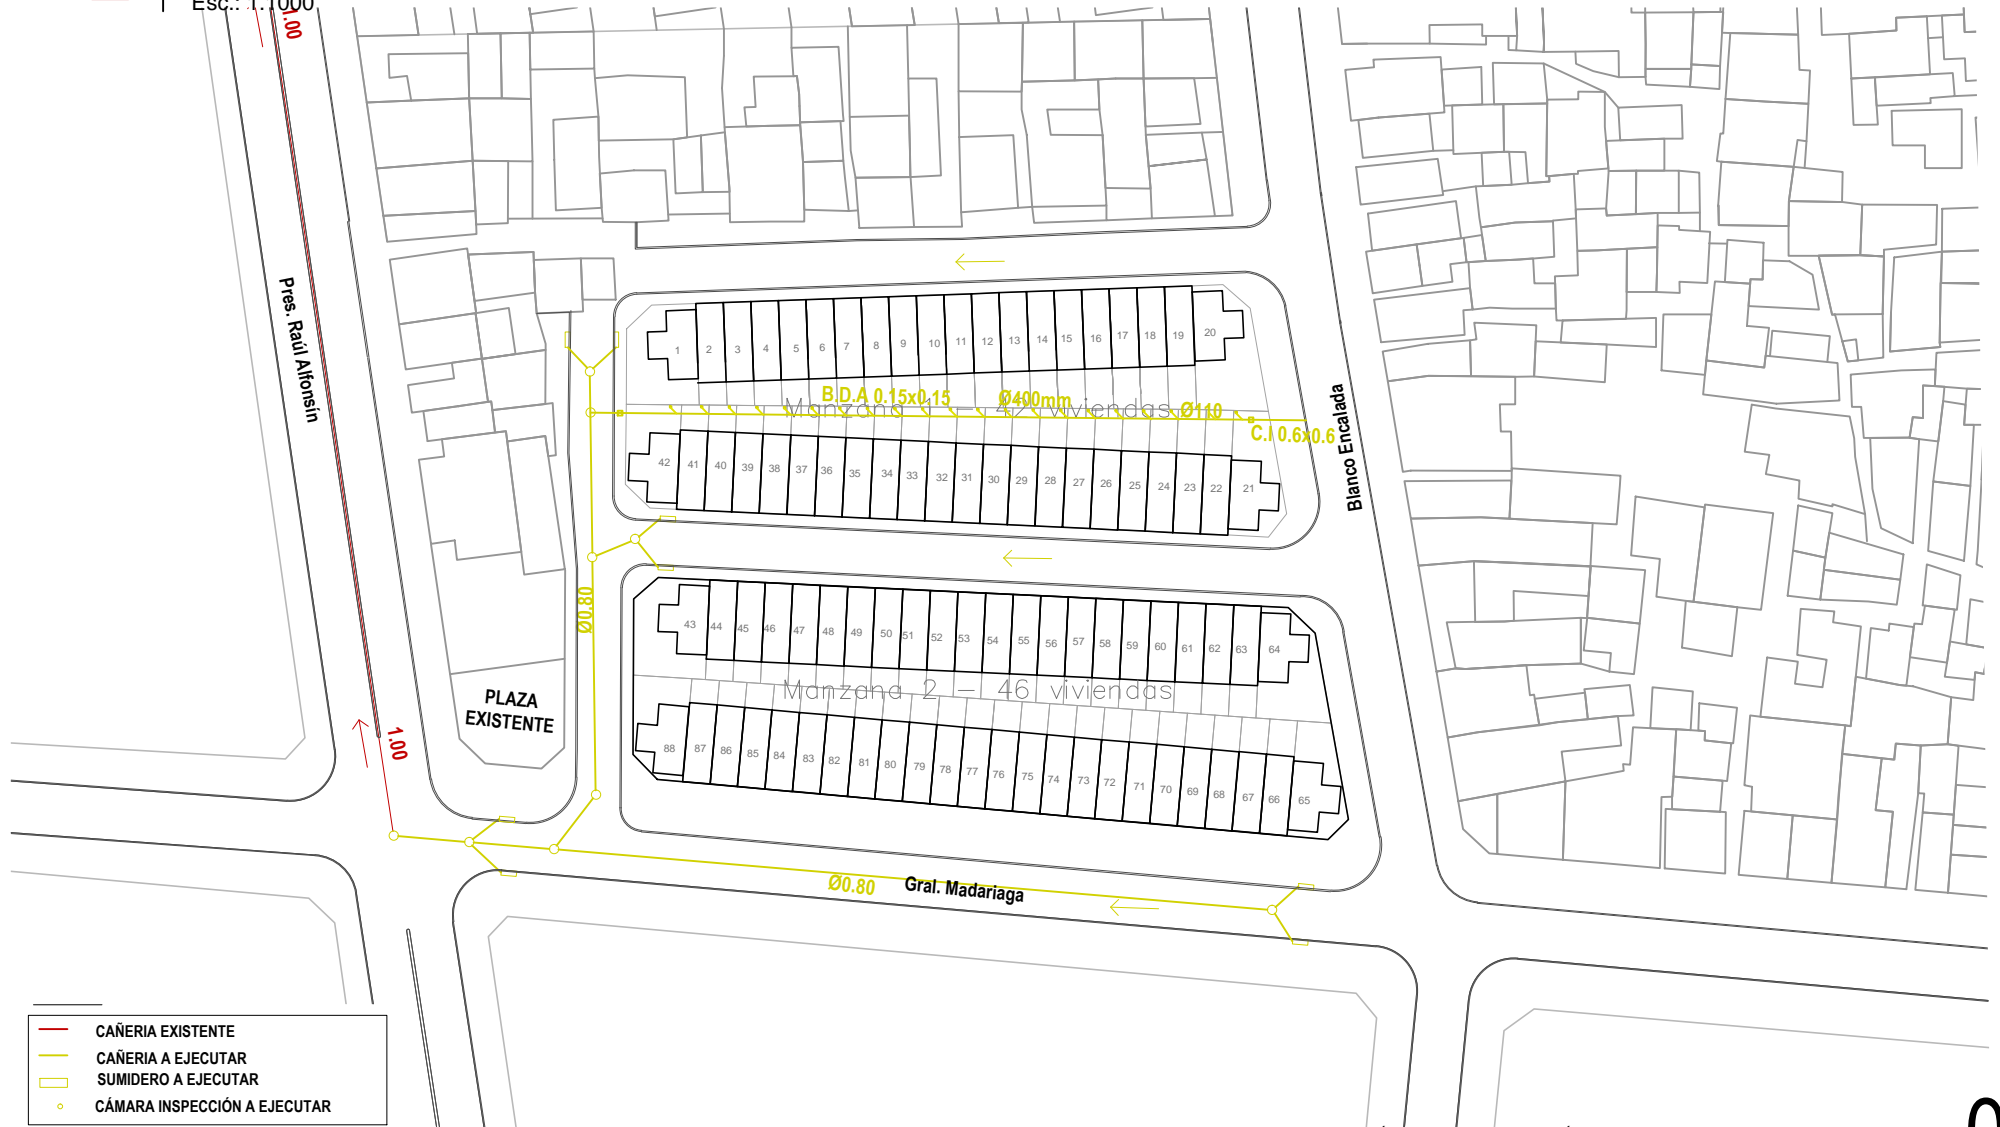 Esc.: 1:1000
1.00
Pres. Raúl Alfonsín
Blanco Encalada
1 2 3 4 5 6 7 8 9 10 11 12 13 14 15 16 17 18 19 20
B.D.A 0.15x0.15 Ø400mm Ø110
Manzana 1 - 42 viviendas
C.I 0.6x0.6
42 41 40 39 38 37 36 35 34 33 32 31 30 29 28 27 26 25 24 23 22 21
Ø0.80
43 44 45 46 47 48 49 50 51 52 53 54 55 56 57 58 59 60 61 62 63 64
Manzana 2 - 46 viviendas
PLAZA
EXISTENTE
1.00
88 87 86 85 84 83 82 81 80 79 78 77 76 75 74 73 72 71 70 69 68 67 66 65
Ø0.80
Gral. Madariaga
CAÑERIA EXISTENTE
CAÑERIA A EJECUTAR
SUMIDERO A EJECUTAR
CÁMARA INSPECCIÓN A EJECUTAR